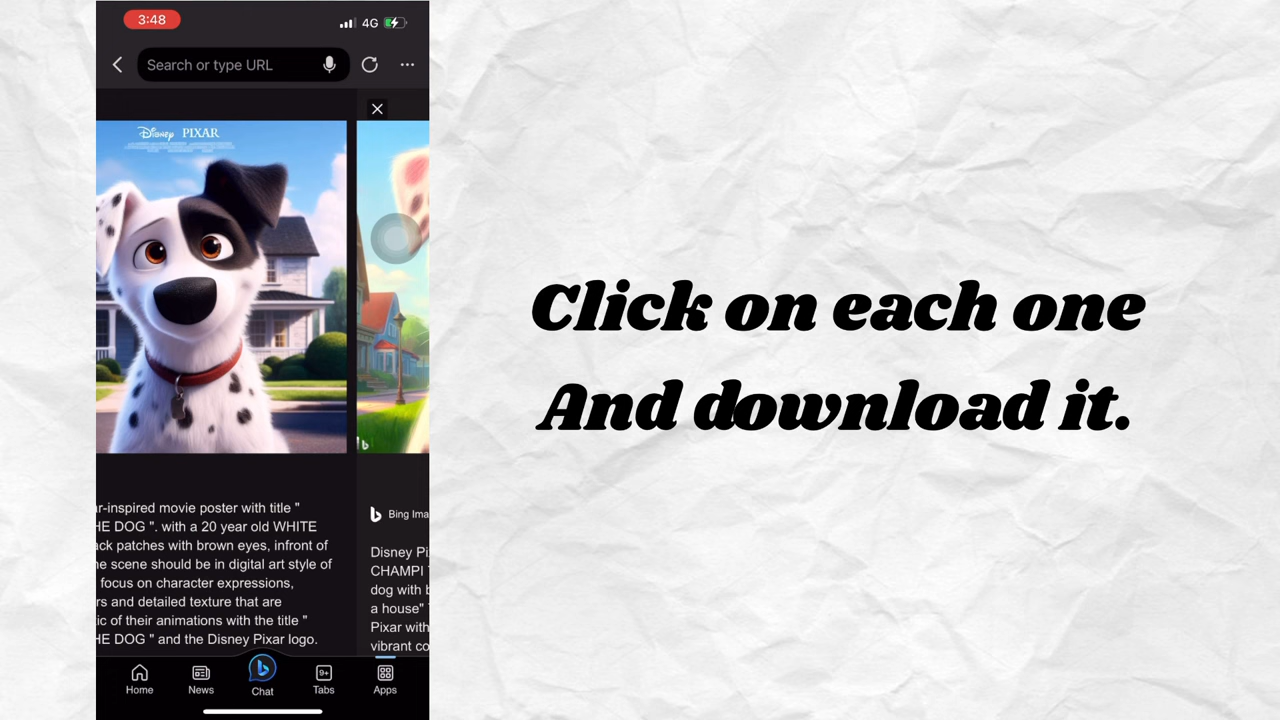 3:48
4G
Search or type URL
Disney PIXAR
r-inspired movie poster with title "
HE DOG ". with a 20 year old WHITE
ck patches with brown eyes, infront of
e scene should be in digital art style of
focus on character expressions,
rs and detailed texture that are
ic of their animations with the title "
HE DOG " and the Disney Pixar logo.
Bing Ima
Disney Pi
CHAMPI
dog with b
a house"
Pixar with
vibrant co
Home
News
Chat
9+
Tabs
Apps
Click on each one
And download it.